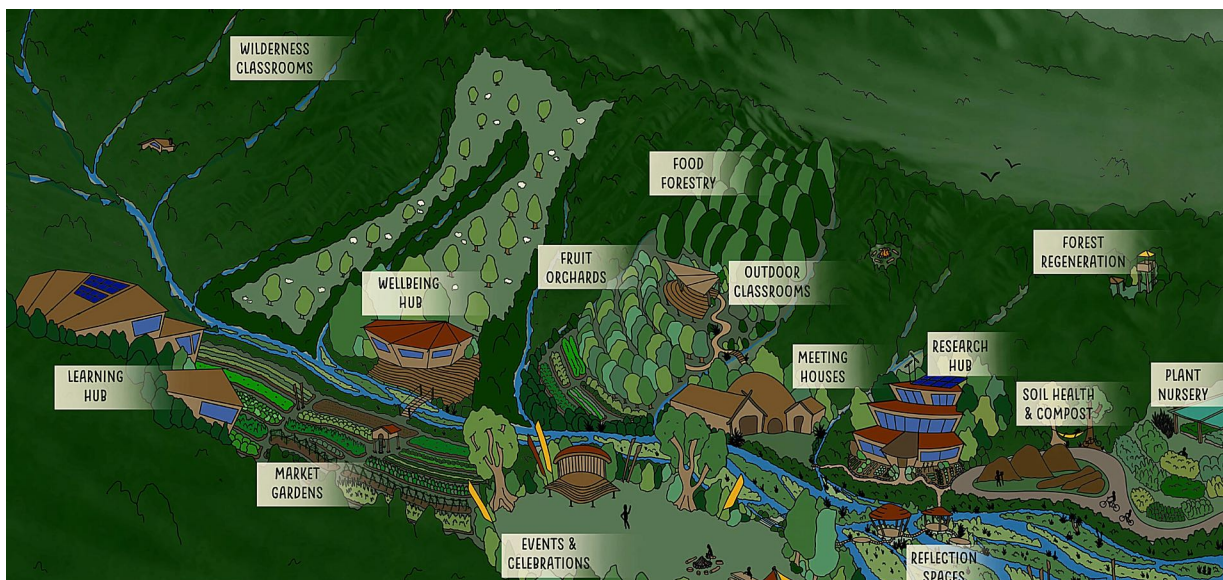 WILDERNESS
CLASSROOMS
FOOD
FORESTRY
FOREST
REGENERATION
FRUIT
ORCHARDS
OUTDOOR
CLASSROOMS
WELLBEING
HUB
RESEARCH
HUB
MEETING
HOUSES
LEARNING
HUB
SOIL HEALTH
& COMPOST
PLANT
NURSERY
MARKET
GARDENS
EVENTS &
CELEBRATIONS
REFLECTION
SPACES